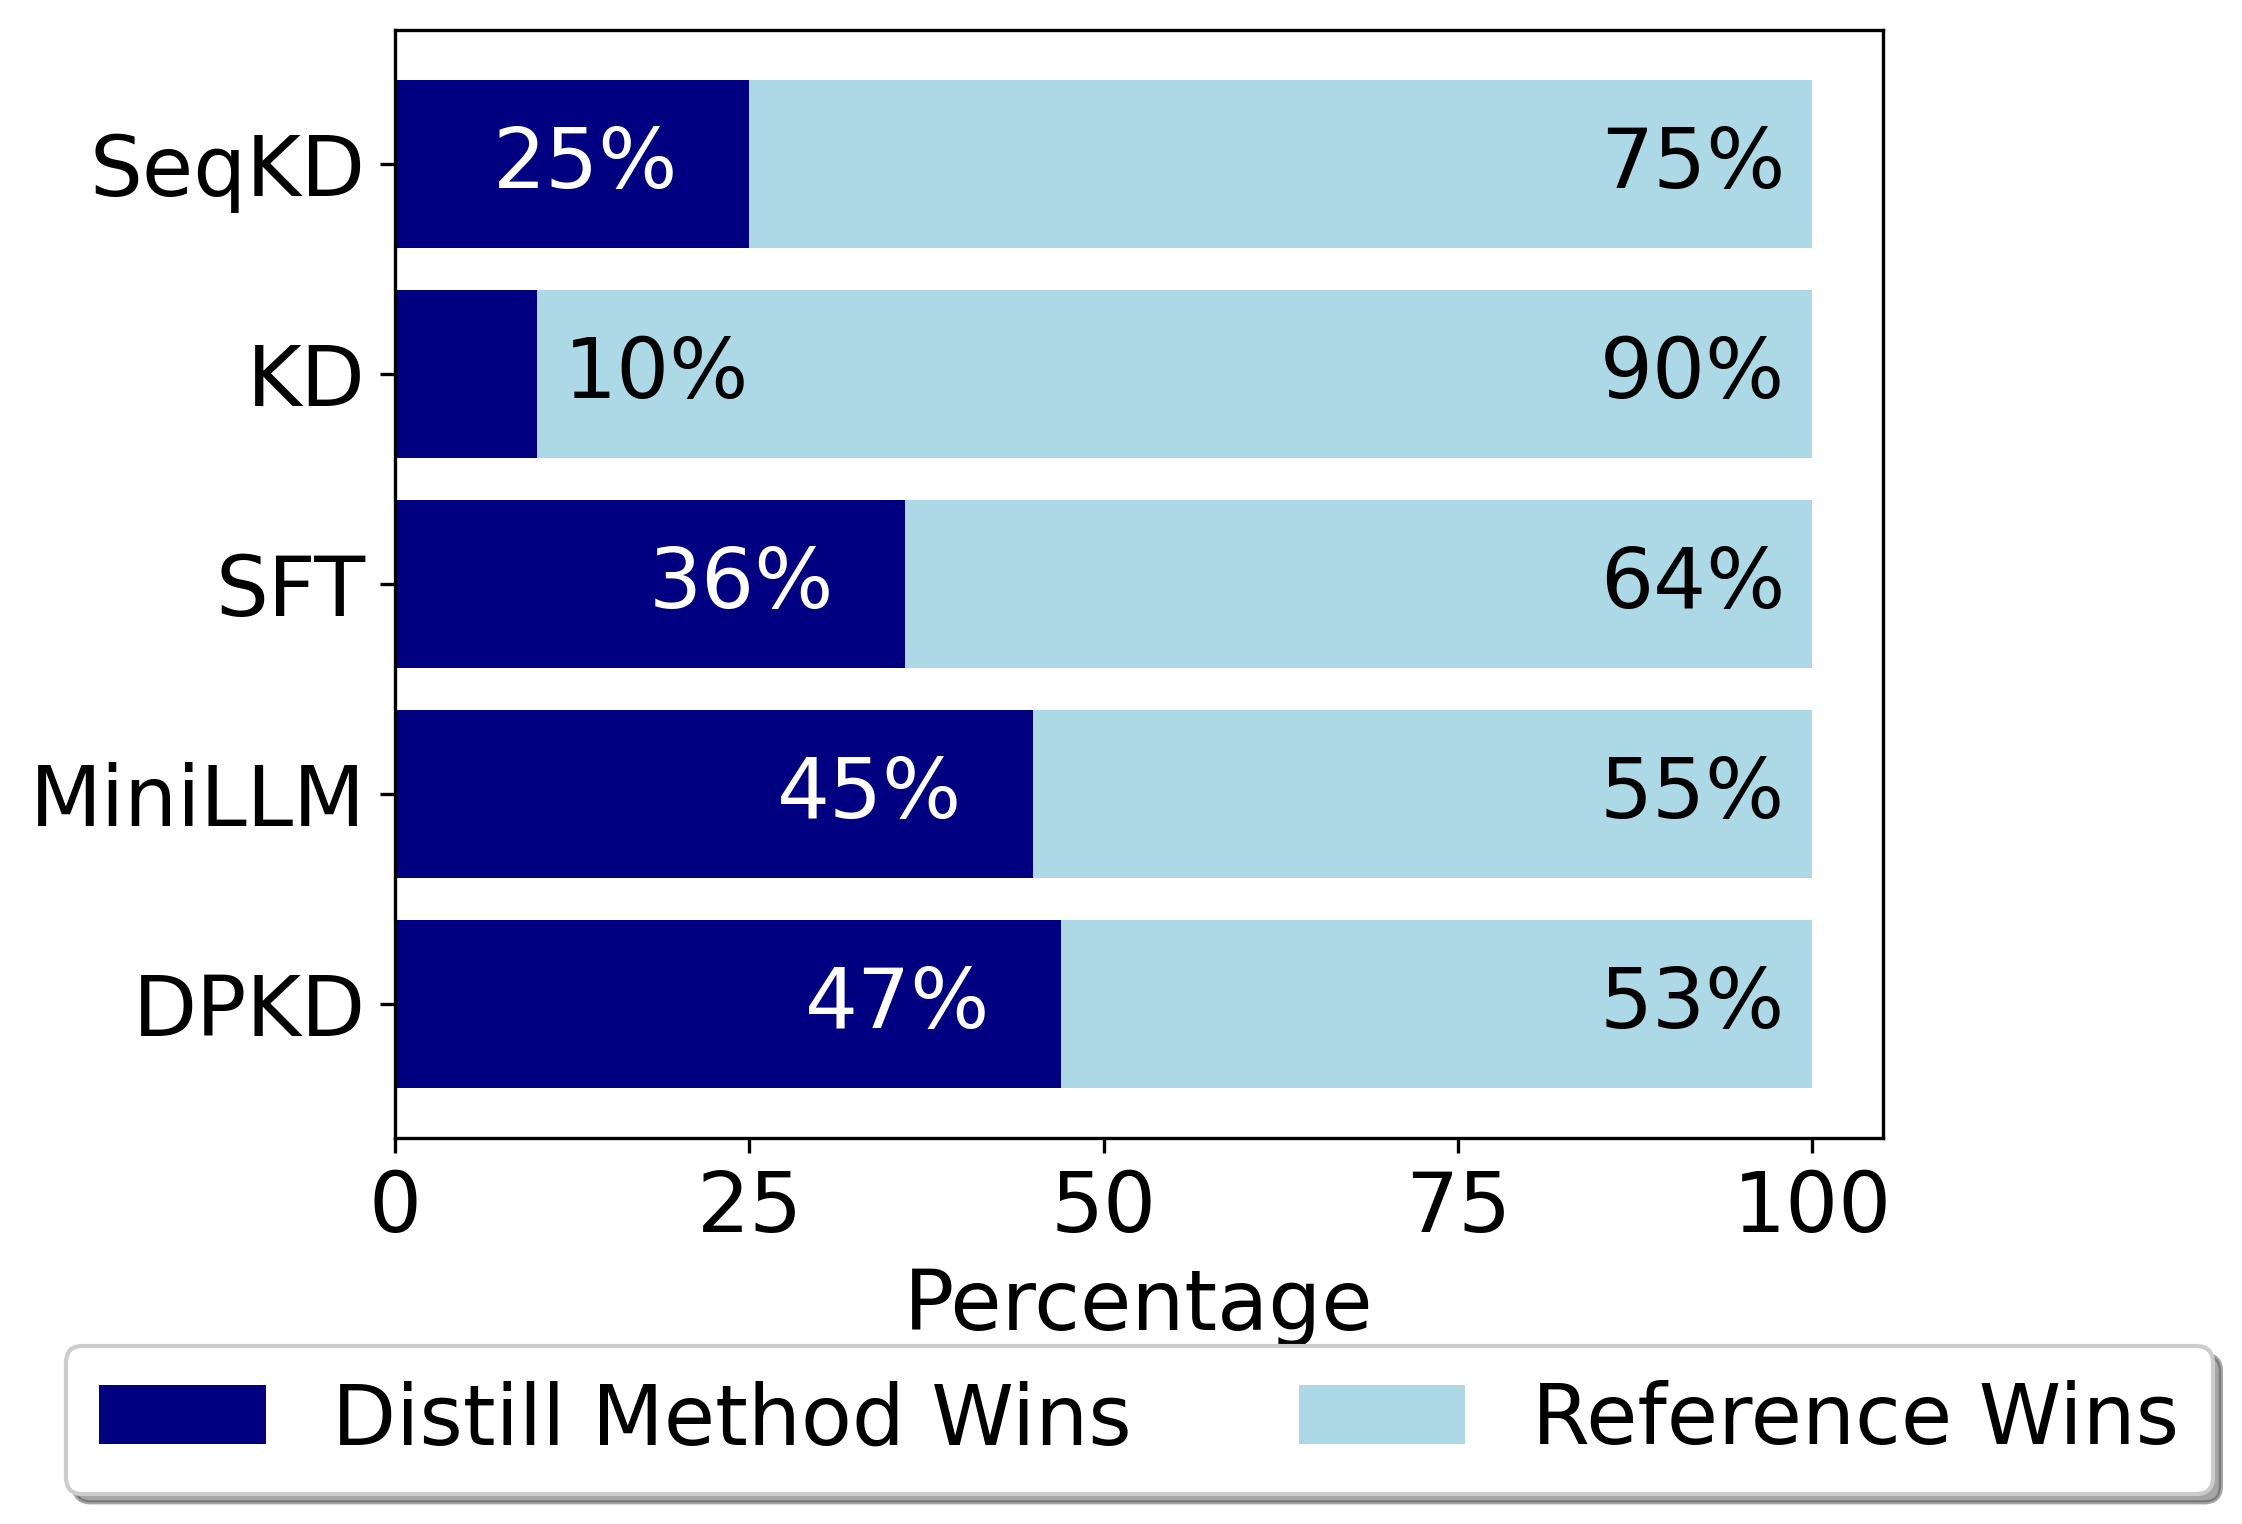 SeqKD 25% 75%
KD 10% 90%
SFT 36% 64%
MiniLLM 45% 55%
DPKD 47% 53%
0 25 50 75 100
Percentage
Distill Method Wins Reference Wins